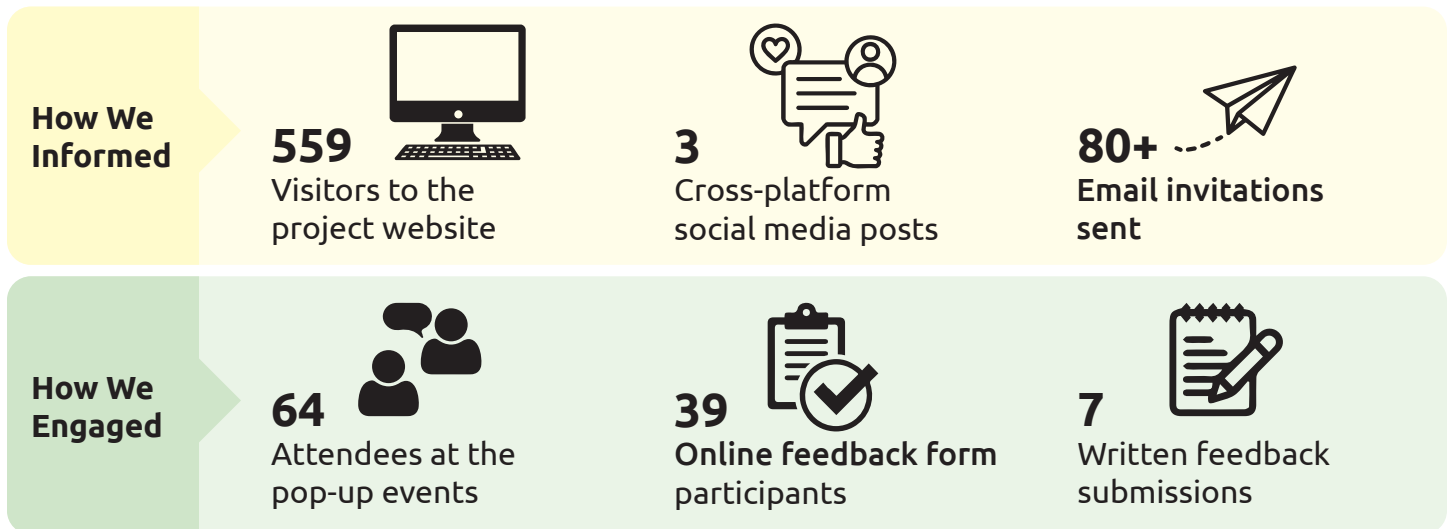 How We
Informed
559
Visitors to the
project website
3
Cross-platform
social media posts
80+
Email invitations
sent
How We
Engaged
64
Attendees at the
pop-up events
39
Online feedback form
participants
7
Written feedback
submissions